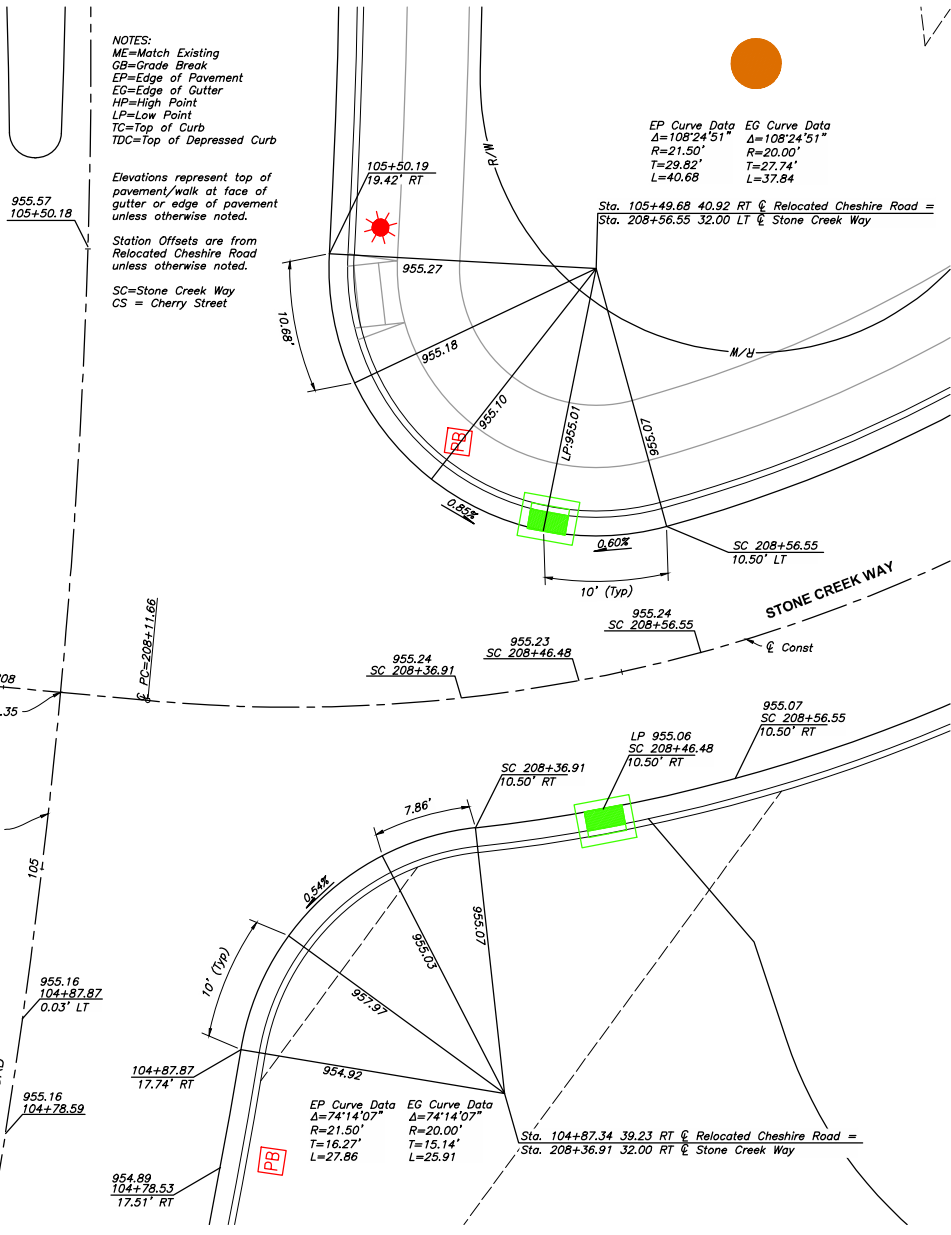 NOTES:
ME=Match Existing
GB=Grade Break
EP=Edge of Pavement
EG=Edge of Gutter
HP=High Point
LP=Low Point
TC=Top of Curb
TDC=Top of Depressed Curb
Elevations represent top of
pavement/walk at face of
gutter or edge of pavement
unless otherwise noted.
Station Offsets are from
Relocated Cheshire Road
unless otherwise noted.
SC=Stone Creek Way
CS = Cherry Street
955.57
105+50.18
105+50.19
19.42' RT
R/W
EP Curve Data
Δ=108°24'51"
R=21.50'
T=29.82'
L=40.68
EG Curve Data
Δ=108°24'51"
R=20.00'
T=27.74'
L=37.84
Sta. 105+49.68 40.92 RT ℄ Relocated Cheshire Road =
Sta. 208+56.55 32.00 LT ℄ Stone Creek Way
955.27
10.68'
955.18
955.10
LP:955.01
955.07
R/W
PB
0.85%
0.60%
10' (Typ)
SC 208+56.55
10.50' LT
STONE CREEK WAY
℄ Const
℄ PC=208+11.66
955.24
SC 208+36.91
955.23
SC 208+46.48
955.24
SC 208+56.55
08
.35
955.07
SC 208+56.55
10.50' RT
LP 955.06
SC 208+46.48
10.50' RT
SC 208+36.91
10.50' RT
7.86'
0.54%
10' (Typ)
955.07
955.03
957.97
954.92
105
955.16
104+87.87
0.03' LT
104+87.87
17.74' RT
955.16
104+78.59
954.89
104+78.53
17.51' RT
PB
EP Curve Data
Δ=74°14'07"
R=21.50'
T=16.27'
L=27.86
EG Curve Data
Δ=74°14'07"
R=20.00'
T=15.14'
L=25.91
Sta. 104+87.34 39.23 RT ℄ Relocated Cheshire Road =
Sta. 208+36.91 32.00 RT ℄ Stone Creek Way